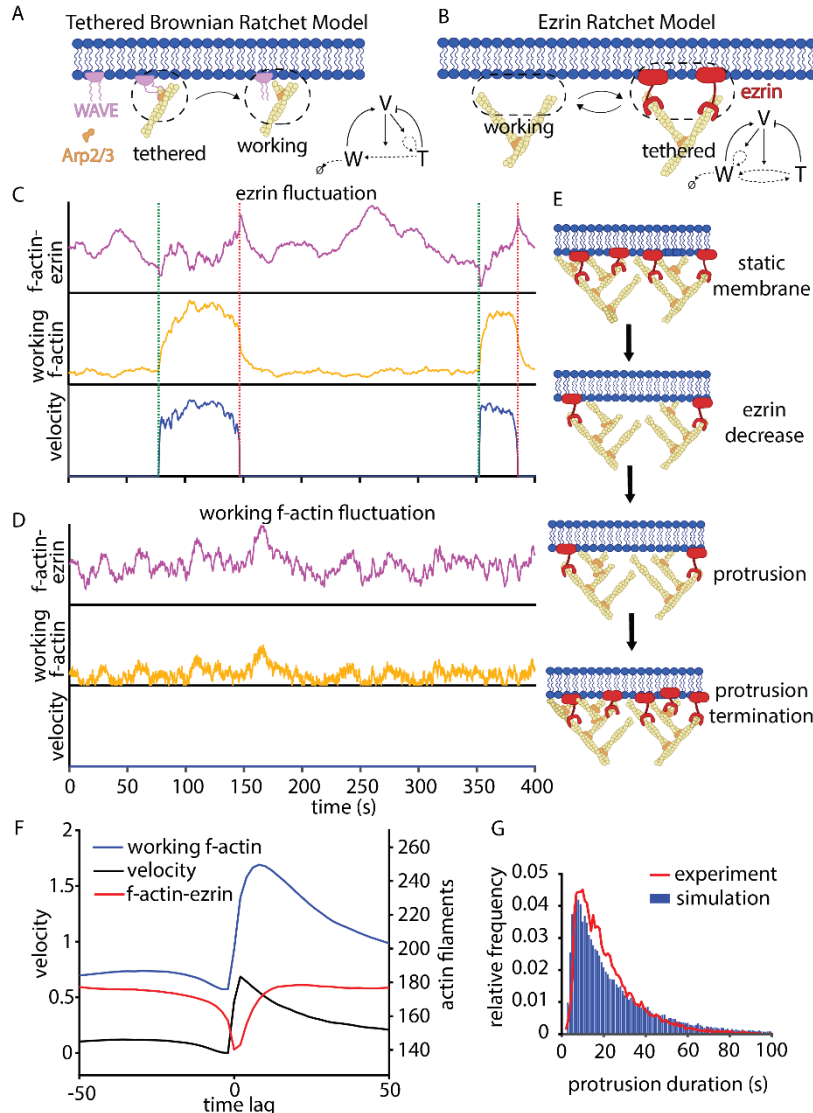 A
Tethered Brownian Ratchet Model
WAVE
Arp2/3
tethered
working
V
W
T
ø
B
Ezrin Ratchet Model
ezrin
working
tethered
V
W
T
ø
C
ezrin fluctuation
f-actin-
ezrin
working
f-actin
velocity
D
working f-actin fluctuation
f-actin-
ezrin
working
f-actin
velocity
0 50 100 150 200 250 300 350 400
time (s)
E
static
membrane
ezrin
decrease
protrusion
protrusion
termination
F
2
1.5
1
0.5
0
velocity
working f-actin
velocity
f-actin-ezrin
260
240
220
200
180
160
140
actin filaments
-50 0 50
time lag
G
0.05
0.04
0.03
0.02
0.01
0
relative frequency
experiment
simulation
0 20 40 60 80 100
protrusion duration (s)